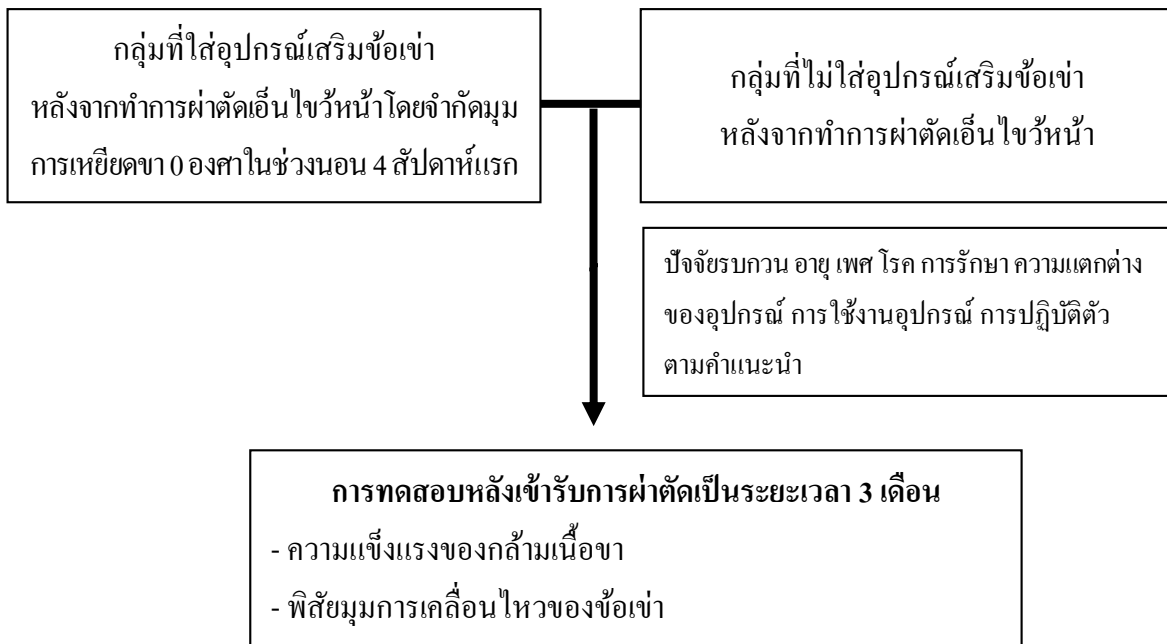 กลุ่มที่ใส่อุปกรณ์เสริมข้อเข่า
หลังจากทำการผ่าตัดเอ็นไขว้หน้าโดยจำกัดมุม
การเหยียดขา 0 องศาในช่วงนอน 4 สัปดาห์แรก
กลุ่มที่ไม่ใส่อุปกรณ์เสริมข้อเข่า
หลังจากทำการผ่าตัดเอ็นไขว้หน้า
ปัจจัยรบกวน อายุ เพศ โรค การรักษา ความแตกต่าง
ของอุปกรณ์ การใช้งานอุปกรณ์ การปฏิบัติตัว
ตามคำแนะนำ
การทดสอบหลังเข้ารับการผ่าตัดเป็นระยะเวลา 3 เดือน
- ความแข็งแรงของกล้ามเนื้อขา
- พิสัยมุมการเคลื่อนไหวของข้อเข่า